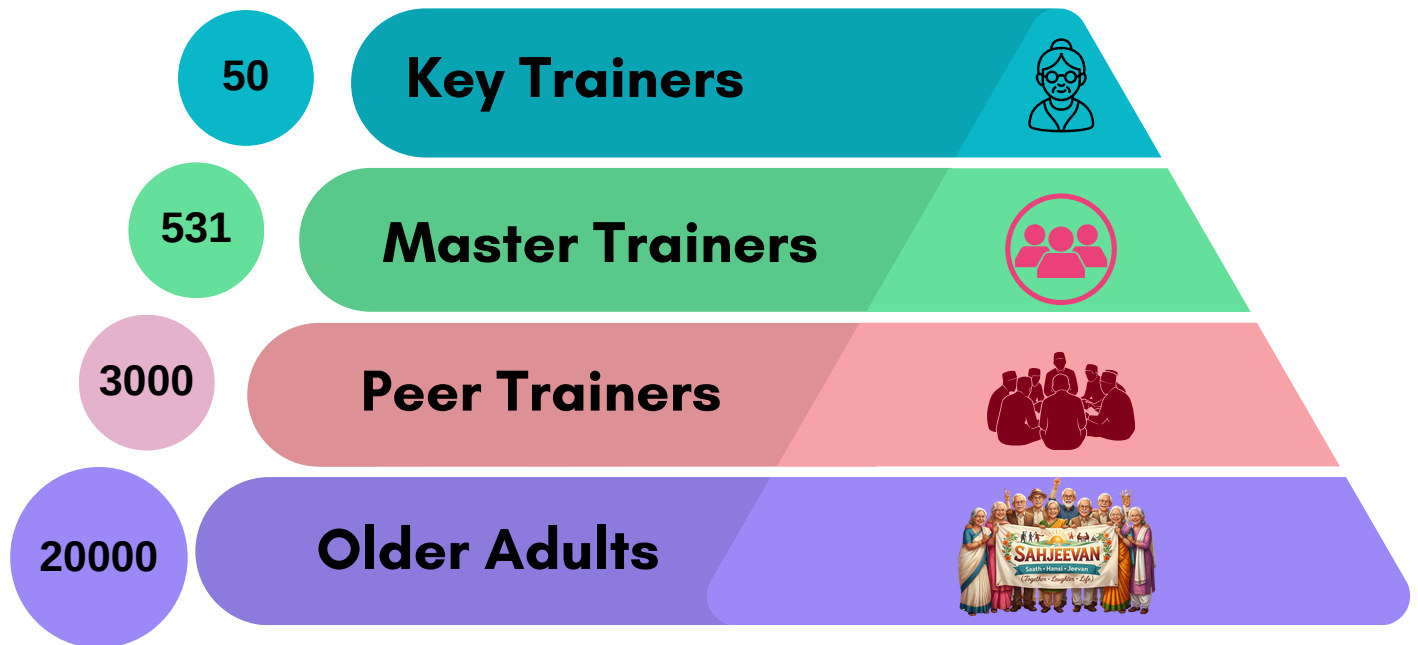 50
Key Trainers
531
Master Trainers
3000
Peer Trainers
20000
Older Adults
SAHJEEVAN
Saath • Hansi • Jeevan
(Together • Laughter • Life)